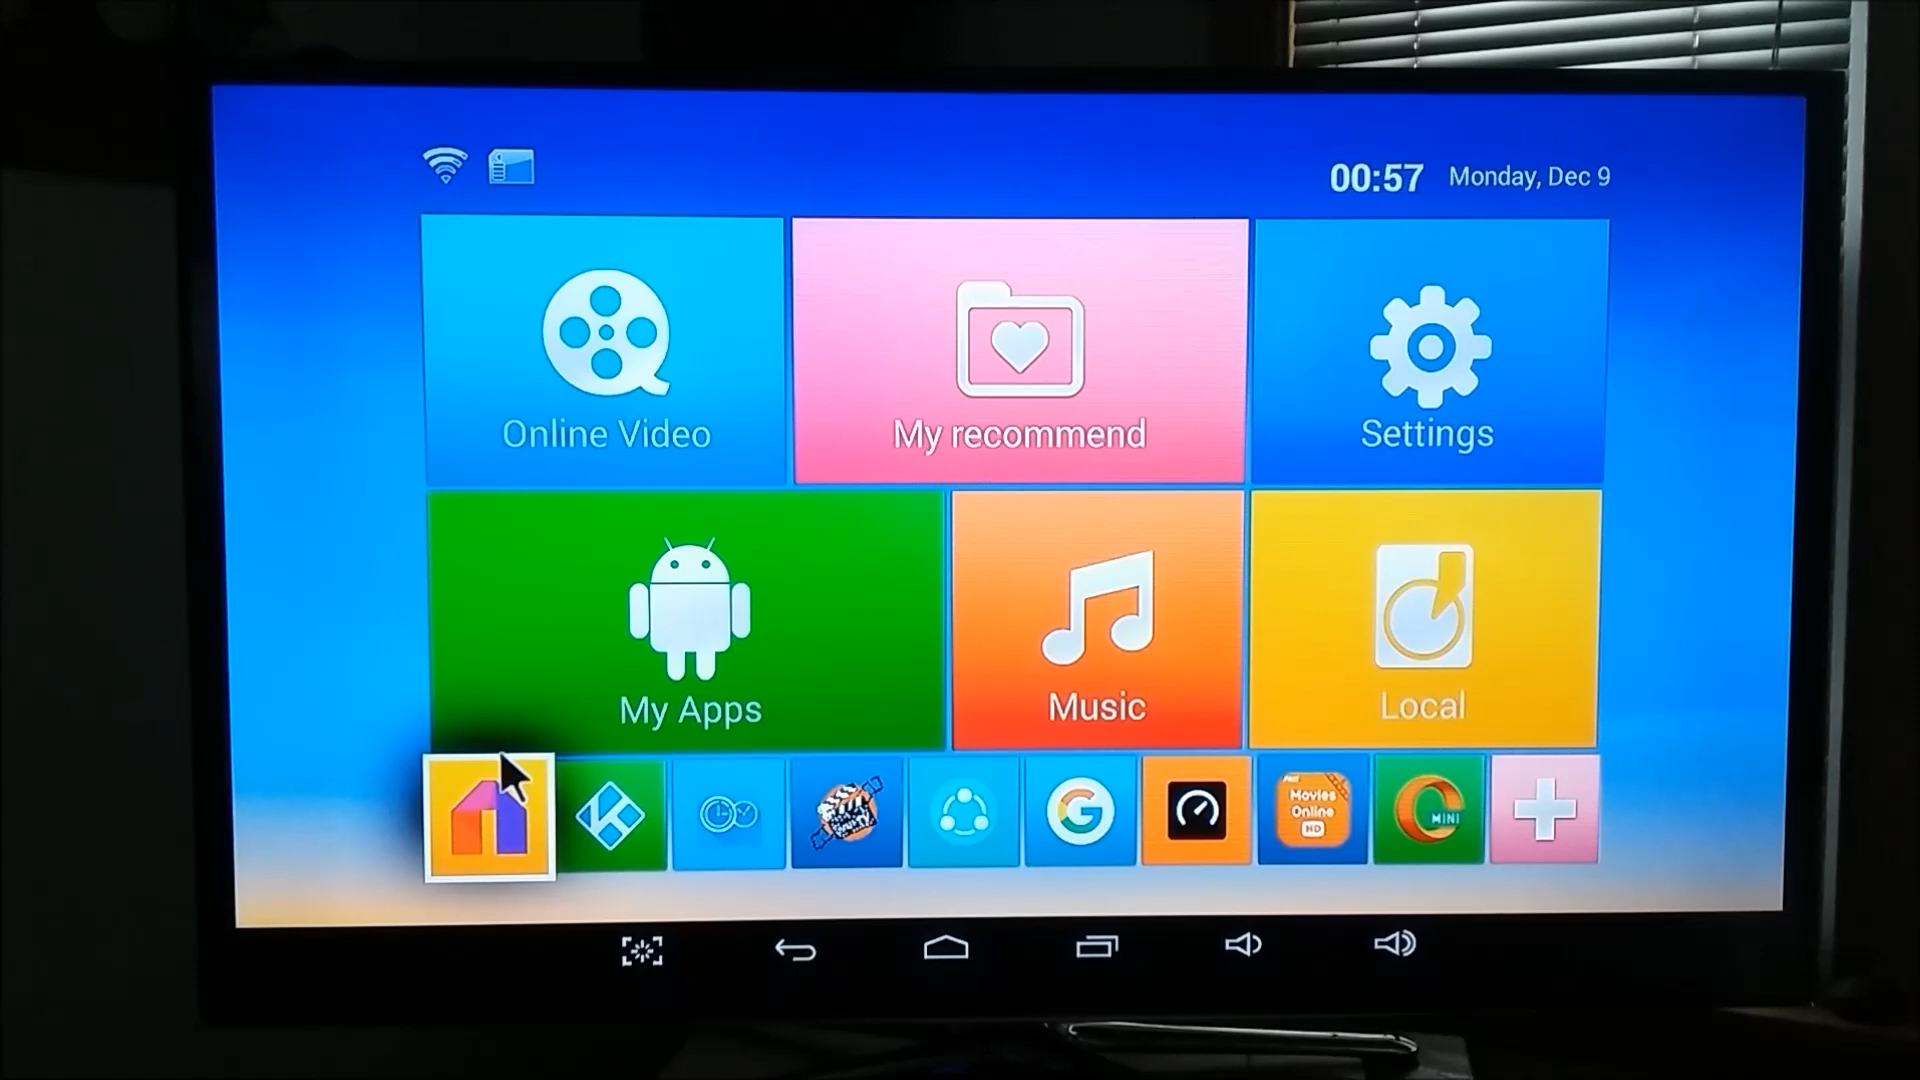 00:57 Monday, Dec 9
Online Video
My recommend
Settings
My Apps
Music
Local
G
Movies
Online
HD
MINI